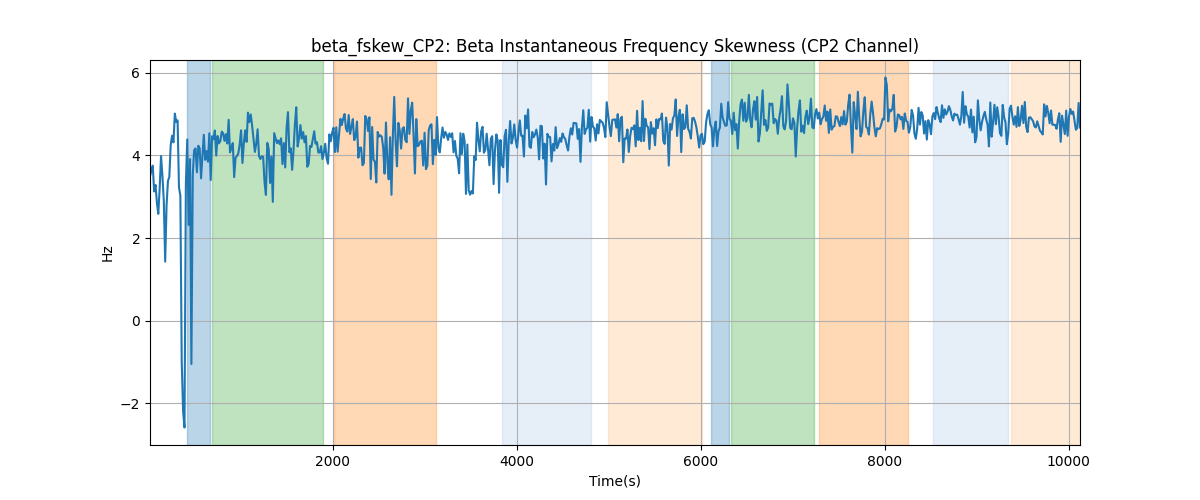 beta_fskew_CP2: Beta Instantaneous Frequency Skewness (CP2 Channel)
6
4
2
0
−2
Hz
2000 4000 6000 8000 10000
Time(s)